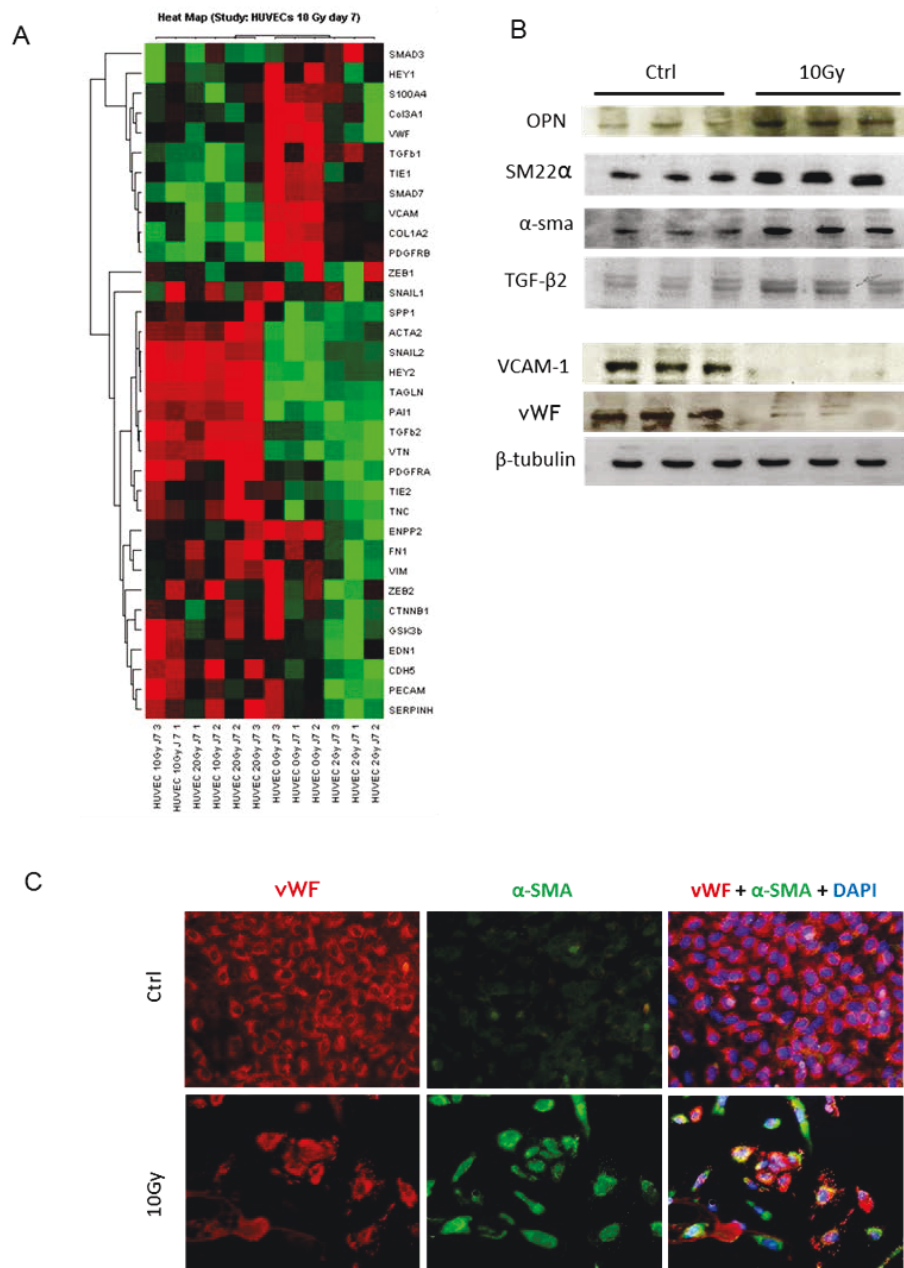 A
Heat Map (Study: HUVECs 10 Gy day 7)
SMAD3
HEY1
S100A4
Col3A1
VWF
TGFb1
TIE1
SMAD7
VCAM
COL1A2
PDGFRB
ZEB1
SNAIL1
SPP1
ACTA2
SNAIL2
HEY2
TAGLN
PAI1
TGFb2
VTN
PDGFRA
TIE2
TNC
ENPP2
FN1
VIM
ZEB2
CTNNB1
GSK3b
EDN1
CDH5
PECAM
SERPINH
HUVEC 10Gy J7 3
HUVEC 10Gy J7 1
HUVEC 20Gy J7 1
HUVEC 10Gy J7 2
HUVEC 20Gy J7 2
HUVEC 20Gy J7 3
HUVEC 0Gy J7 3
HUVEC 0Gy J7 1
HUVEC 0Gy J7 2
HUVEC 2Gy J7 3
HUVEC 2Gy J7 1
HUVEC 2Gy J7 2
B
Ctrl 10Gy
OPN
SM22α
α-sma
TGF-β2
VCAM-1
vWF
β-tubulin
C
vWF α-SMA vWF + α-SMA + DAPI
Ctrl
10Gy